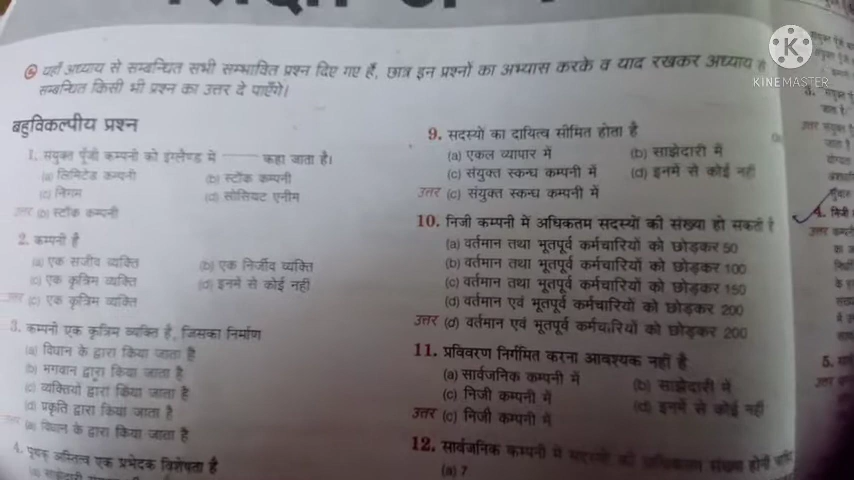 यहाँ अध्याय से सम्बन्धित सभी सम्भावित प्रश्न दिए गए हैं, छात्र इन प्रश्नों का अभ्यास करके व याद रखकर अध्याय से
सम्बन्धित किसी भी प्रश्न का उत्तर दे पाएँगे।
KINEMASTER
बहुविकल्पीय प्रश्न
1. संयुक्त पूँजी कम्पनी को इंग्लैण्ड में ——— कहा जाता है।
(a) लिमिटेड कम्पनी (b) स्टॉक कम्पनी
(c) निगम (d) सोसियट एनीम
उत्तर (b) स्टॉक कम्पनी
2. कम्पनी है
(a) एक सजीव व्यक्ति (b) एक निर्जीव व्यक्ति
(c) एक कृत्रिम व्यक्ति (d) इनमें से कोई नहीं
उत्तर (c) एक कृत्रिम व्यक्ति
3. कम्पनी एक कृत्रिम व्यक्ति है, जिसका निर्माण
(a) विधान के द्वारा किया जाता है
(b) भगवान द्वारा किया जाता है
(c) व्यक्तियों द्वारा किया जाता है
(d) प्रकृति द्वारा किया जाता है
उत्तर (a) विधान के द्वारा किया जाता है
4. पृथक् अस्तित्व एक प्रभेदक विशेषता है
9. सदस्यों का दायित्व सीमित होता है
(a) एकल व्यापार में (b) साझेदारी में
(c) संयुक्त स्कन्ध कम्पनी में (d) इनमें से कोई नहीं
उत्तर (c) संयुक्त स्कन्ध कम्पनी में
10. निजी कम्पनी में अधिकतम सदस्यों की संख्या हो सकती है
(a) वर्तमान तथा भूतपूर्व कर्मचारियों को छोड़कर 50
(b) वर्तमान तथा भूतपूर्व कर्मचारियों को छोड़कर 100
(c) वर्तमान तथा भूतपूर्व कर्मचारियों को छोड़कर 150
(d) वर्तमान एवं भूतपूर्व कर्मचारियों को छोड़कर 200
उत्तर (d) वर्तमान एवं भूतपूर्व कर्मचारियों को छोड़कर 200
11. प्रविवरण निर्गमित करना आवश्यक नहीं है
(a) सार्वजनिक कम्पनी में (b) साझेदारी में
(c) निजी कम्पनी में (d) इनमें से कोई नहीं
उत्तर (c) निजी कम्पनी में
12. सार्वजनिक कम्पनी में सदस्यों की अधिकतम संख्या होनी
(a) 7